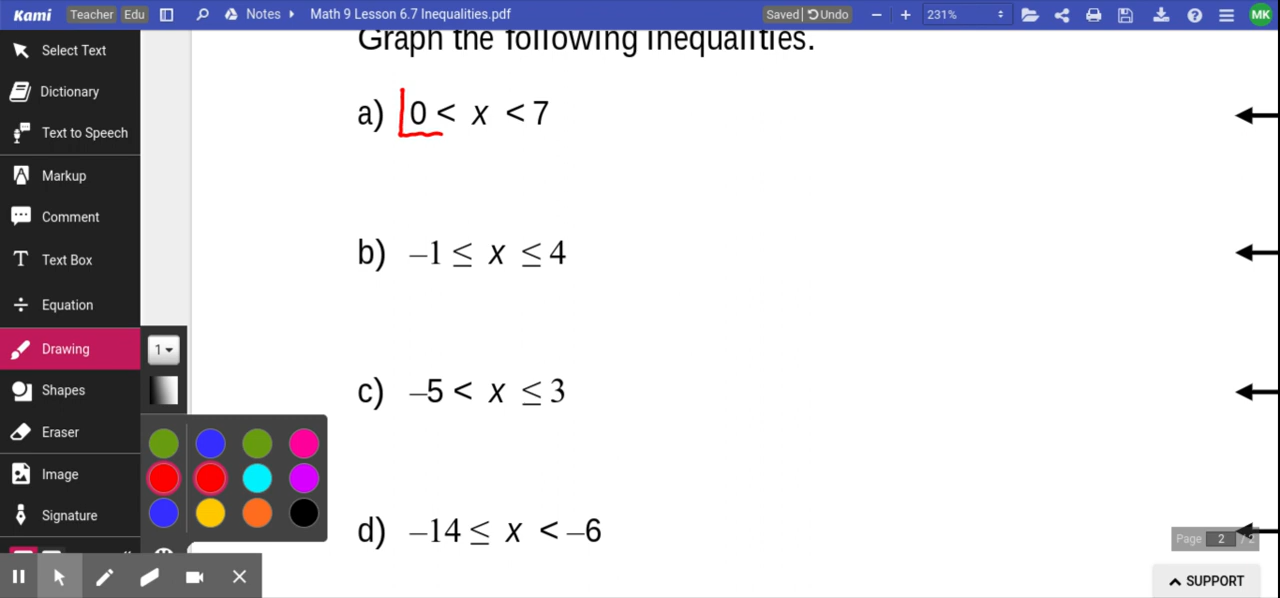 Kami Teacher Edu Notes Math 9 Lesson 6.7 Inequalities.pdf Saved Undo − + 231% MK
Select Text
Dictionary
Text to Speech
Markup
Comment
Text Box
Equation
Drawing
Shapes
Eraser
Image
Signature
1
Graph the following inequalities.
a) 0 < x < 7
b) –1 ≤ x ≤ 4
c) –5 < x ≤ 3
d) –14 ≤ x < –6
Page 2 / 2
SUPPORT